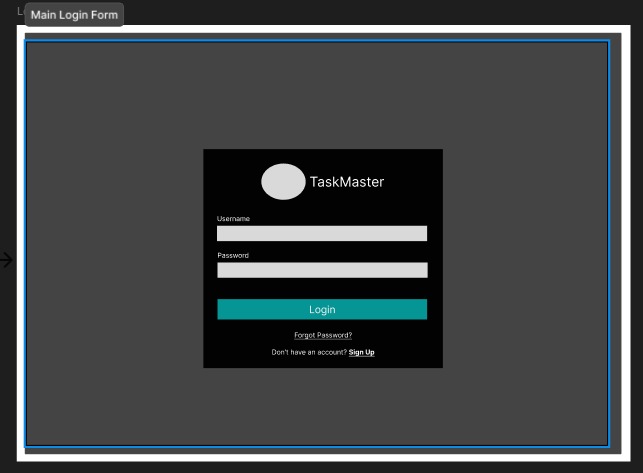 Main Login Form
TaskMaster
Username
Password
Login
Forgot Password?
Don't have an account? Sign Up